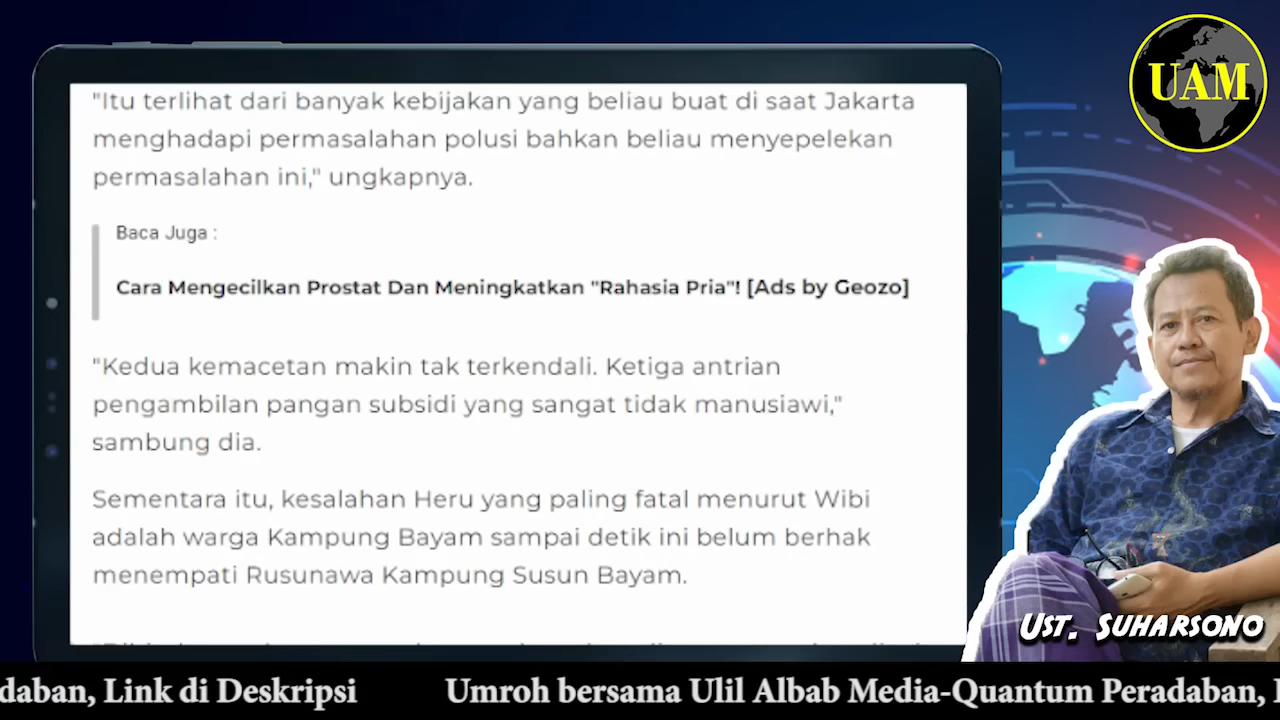 "Itu terlihat dari banyak kebijakan yang beliau buat di saat Jakarta
menghadapi permasalahan polusi bahkan beliau menyepelekan
permasalahan ini," ungkapnya.
Baca Juga :
Cara Mengecilkan Prostat Dan Meningkatkan "Rahasia Pria"! [Ads by Geozo]
"Kedua kemacetan makin tak terkendali. Ketiga antrian
pengambilan pangan subsidi yang sangat tidak manusiawi,"
sambung dia.
Sementara itu, kesalahan Heru yang paling fatal menurut Wibi
adalah warga Kampung Bayam sampai detik ini belum berhak
menempati Rusunawa Kampung Susun Bayam.
UAM
UST. SUHARSONO
daban, Link di Deskripsi Umroh bersama Ulil Albab Media-Quantum Peradaban,